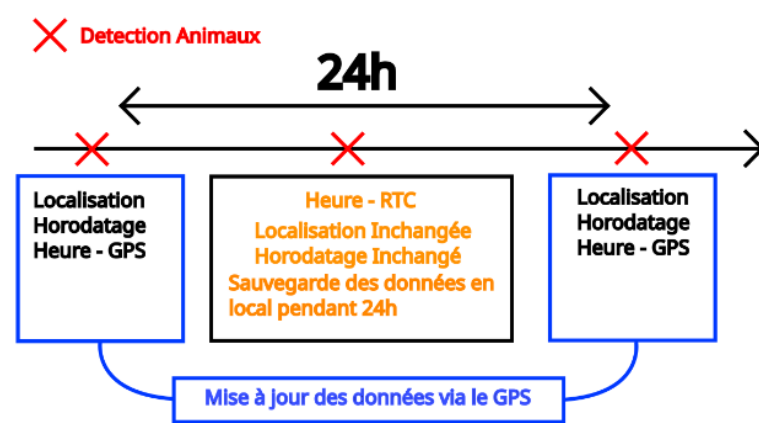 Detection Animaux
24h
Localisation
Horodatage
Heure - GPS
Heure - RTC
Localisation Inchangée
Horodatage Inchangé
Sauvegarde des données en
local pendant 24h
Localisation
Horodatage
Heure - GPS
Mise à jour des données via le GPS